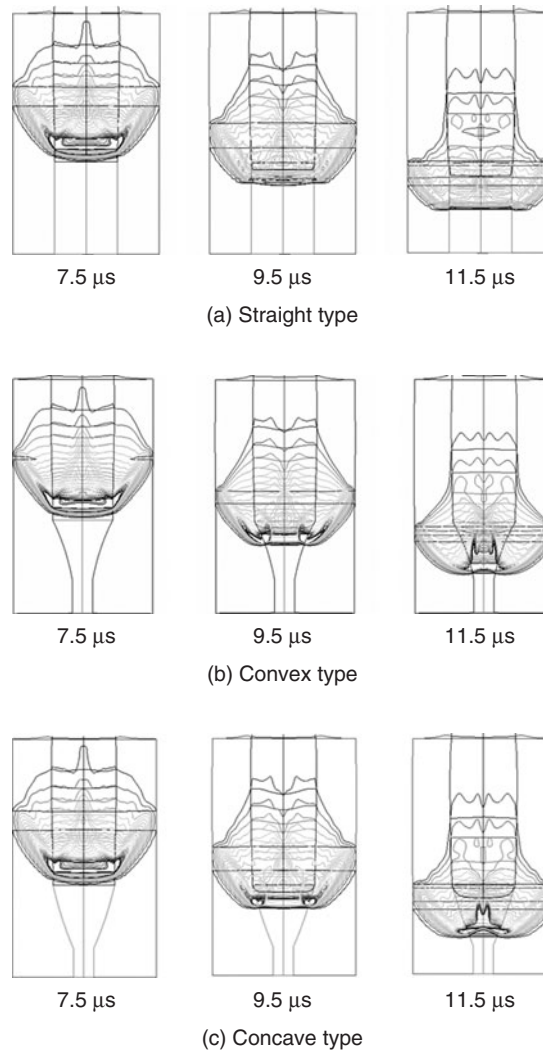 7.5 μs 9.5 μs 11.5 μs
(a) Straight type
7.5 μs 9.5 μs 11.5 μs
(b) Convex type
7.5 μs 9.5 μs 11.5 μs
(c) Concave type